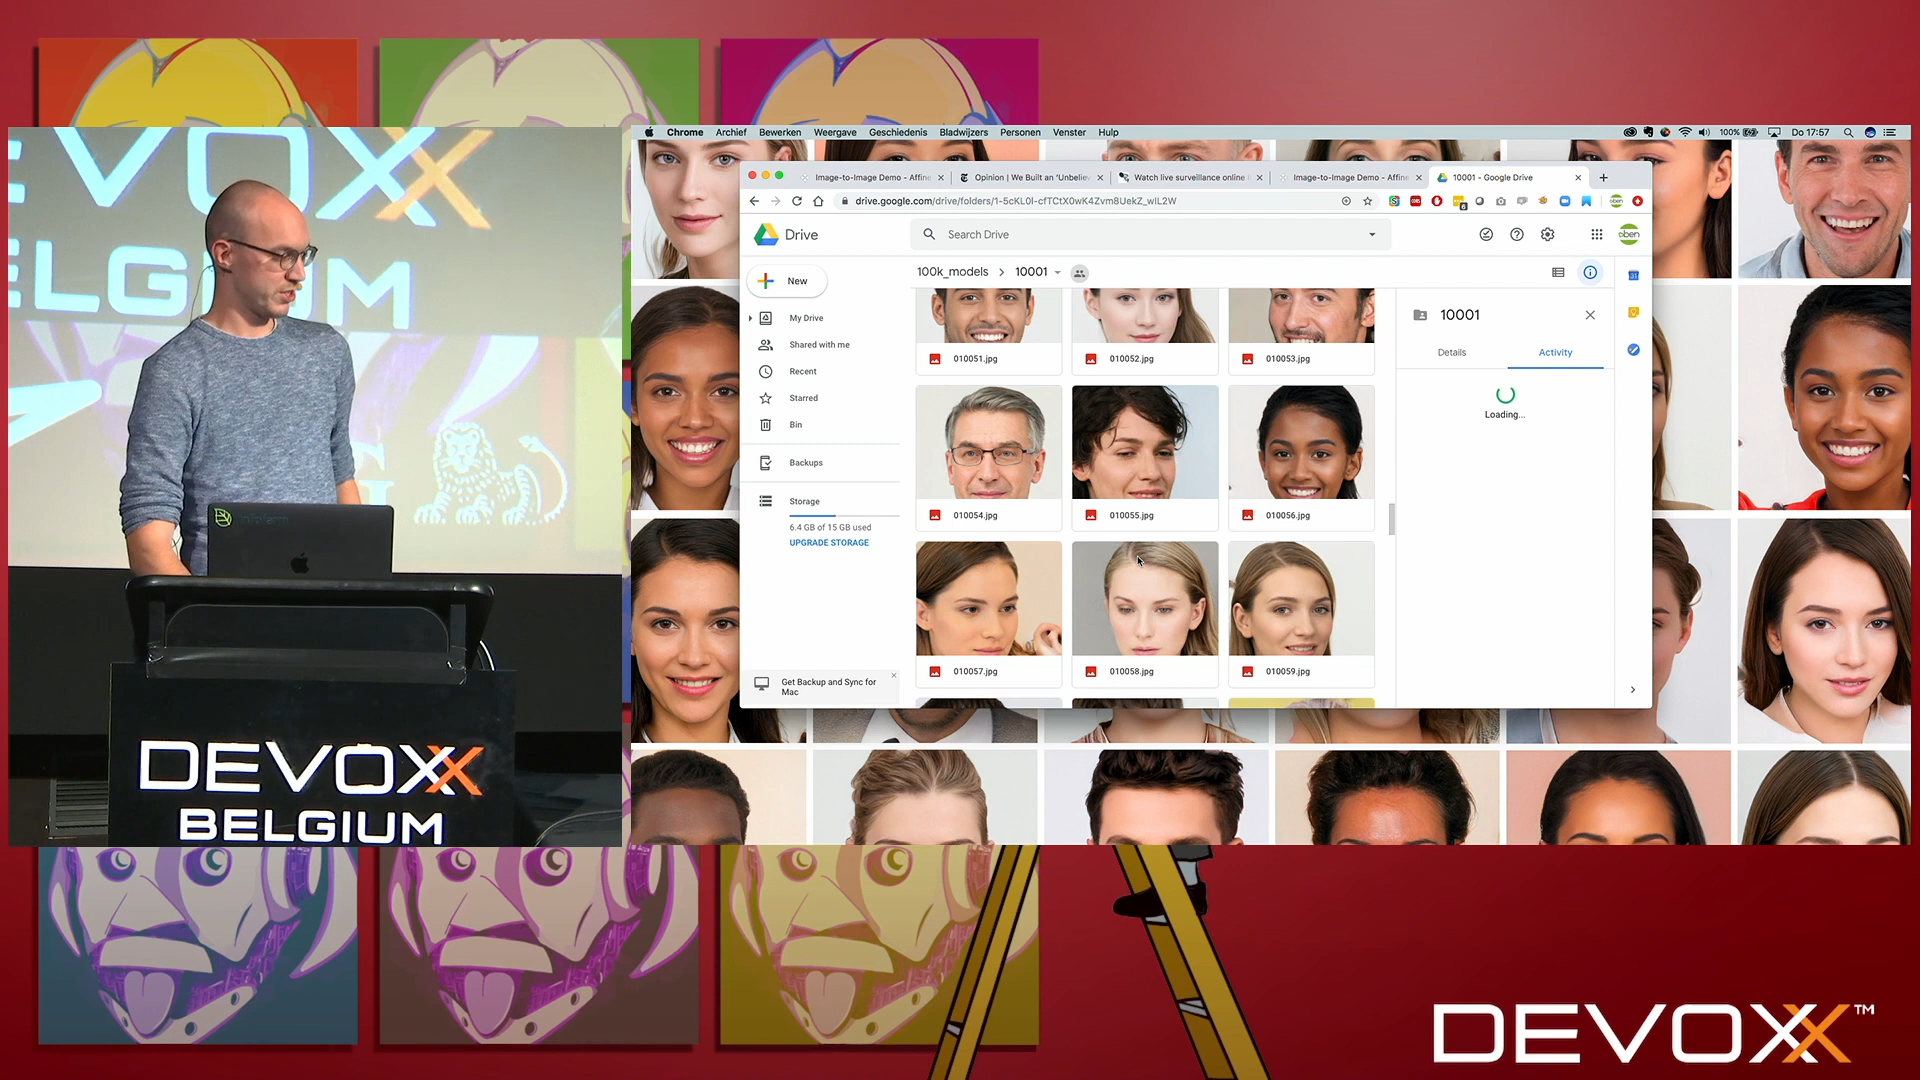 DEVOXX
BELGIUM
infofarm
DEVOXX
BELGIUM
Chrome Archief Bewerken Weergave Geschiedenis Bladwijzers Personen Venster Hulp
100% Do 17:57
Image-to-Image Demo - Affine
Opinion | We Built an 'Unbeliev
Watch live surveillance online
Image-to-Image Demo - Affine
10001 - Google Drive
drive.google.com/drive/folders/1-5cKL0I-cfTCtX0wK4Zvm8UekZ_wIL2W
Drive
Search Drive
oben
New
100k_models > 10001
My Drive
Shared with me
Recent
Starred
Bin
Backups
Storage
6.4 GB of 15 GB used
UPGRADE STORAGE
Get Backup and Sync for
Mac
010051.jpg
010052.jpg
010053.jpg
010054.jpg
010055.jpg
010056.jpg
010057.jpg
010058.jpg
010059.jpg
10001
Details
Activity
Loading...
DEVOXX™